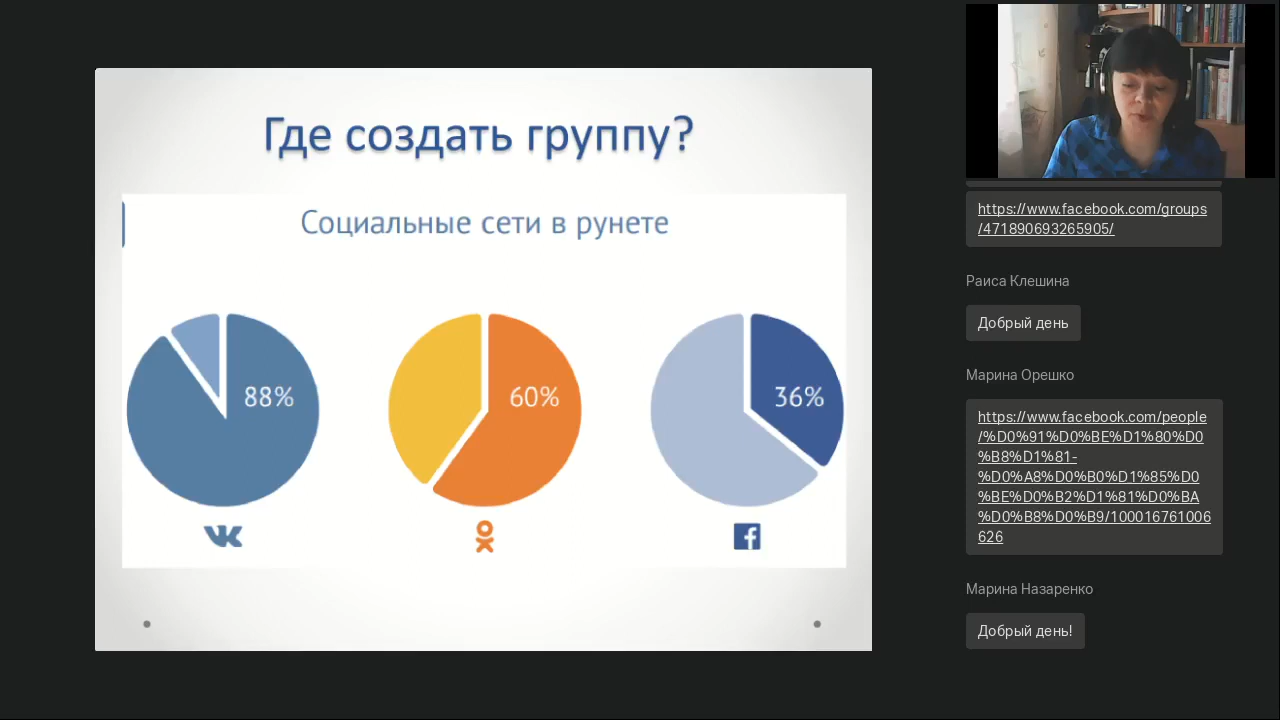 Где создать группу?
Социальные сети в рунете
88%
60%
36%
https://www.facebook.com/groups
/471890693265905/
Раиса Клешина
Добрый день
Марина Орешко
https://www.facebook.com/people
/%D0%91%D0%BE%D1%80%D0
%B8%D1%81-
%D0%A8%D0%B0%D1%85%D0
%BE%D0%B2%D1%81%D0%BA
%D0%B8%D0%B9/100016761006
626
Марина Назаренко
Добрый день!